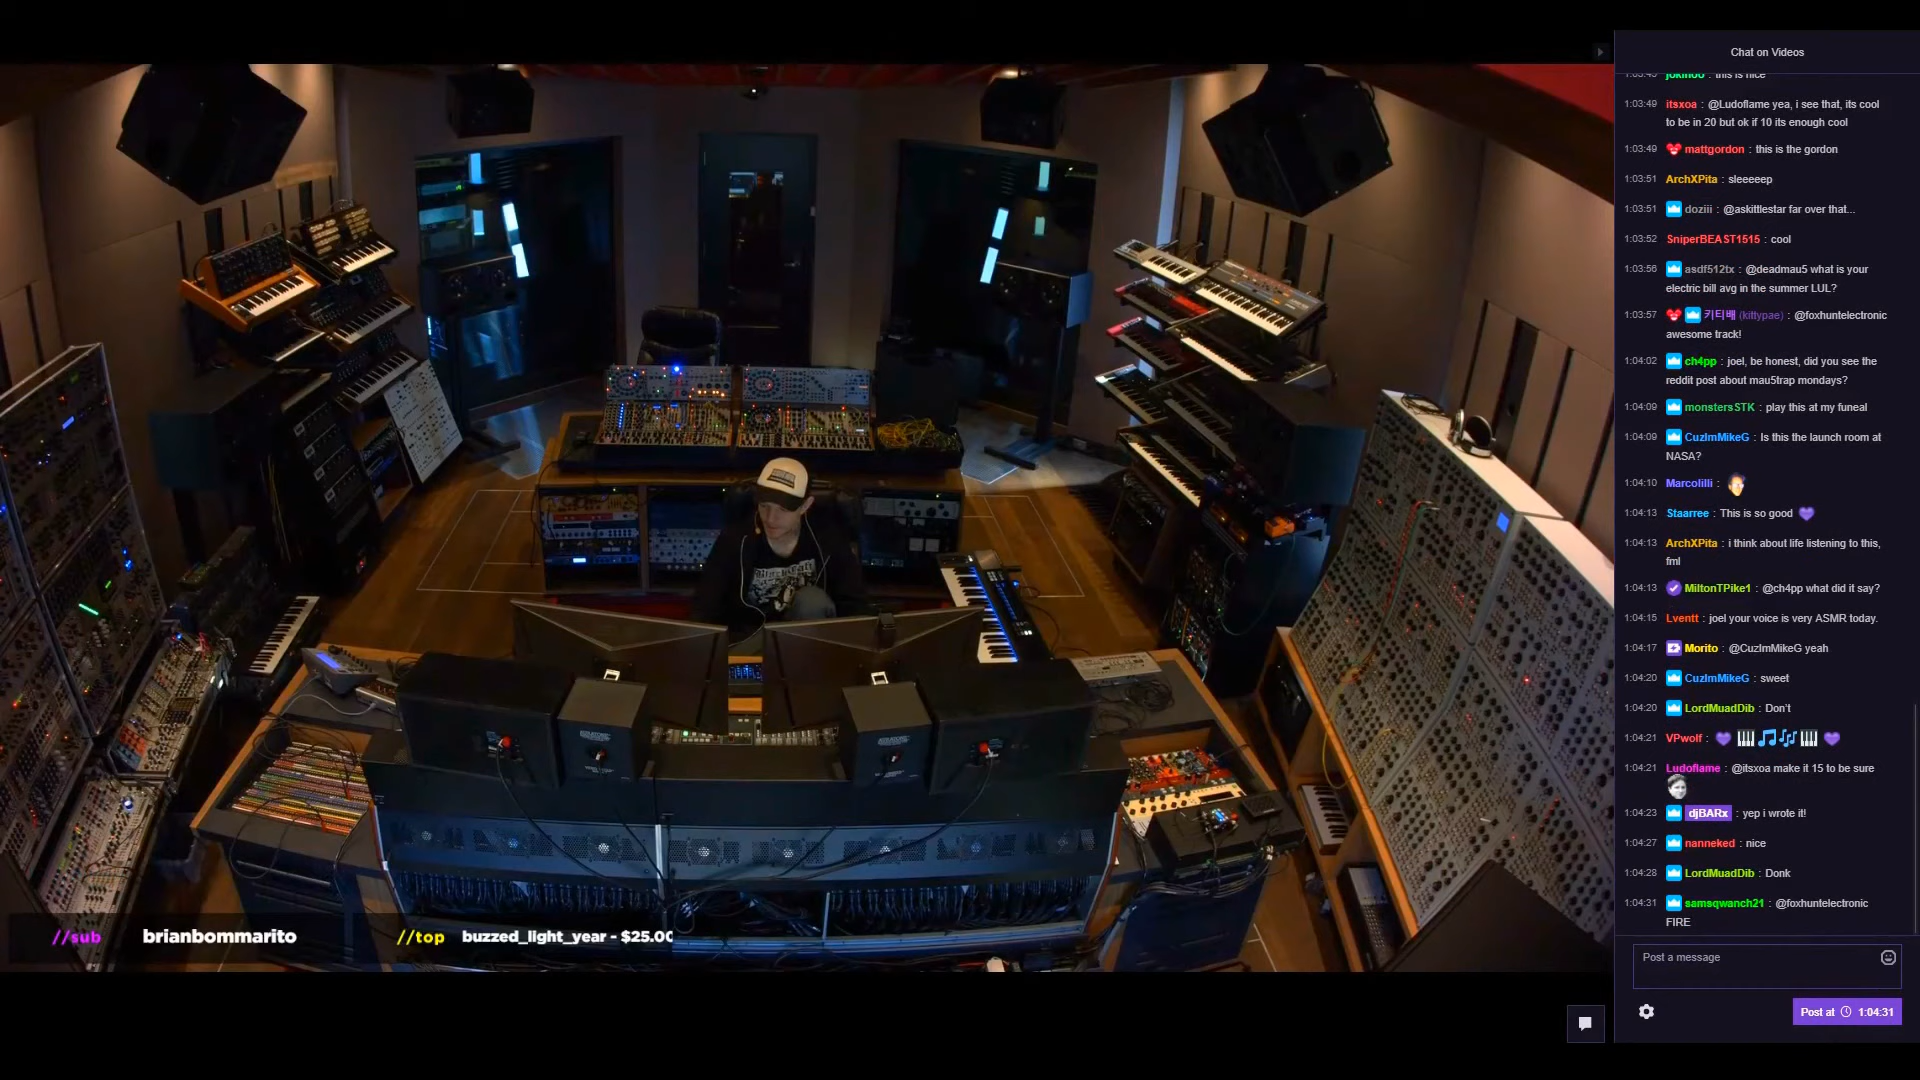 Chat on Videos
1:03:45 jokinoo : this is nice
1:03:49 itsxoa : @Ludoflame yea, i see that, its cool
to be in 20 but ok if 10 its enough cool
1:03:49 mattgordon : this is the gordon
1:03:51 ArchXPita : sleeeeep
1:03:51 doziii : @askittlestar far over that...
1:03:52 SniperBEAST1515 : cool
1:03:56 asdf512tx : @deadmau5 what is your
electric bill avg in the summer LUL?
1:03:57 키티배 (kittypae) : @foxhuntelectronic
awesome track!
1:04:02 ch4pp : joel, be honest, did you see the
reddit post about mau5trap mondays?
1:04:09 monstersSTK : play this at my funeal
1:04:09 CuzImMikeG : Is this the launch room at
NASA?
1:04:10 Marcolilli :
1:04:13 Staarree : This is so good
1:04:13 ArchXPita : i think about life listening to this,
fml
1:04:13 MiltonTPike1 : @ch4pp what did it say?
1:04:15 Lventt : joel your voice is very ASMR today.
1:04:17 Morito : @CuzImMikeG yeah
1:04:20 CuzImMikeG : sweet
1:04:20 LordMuadDib : Don't
1:04:21 VPwolf :
1:04:21 Ludoflame : @itsxoa make it 15 to be sure
1:04:23 djBARx : yep i wrote it!
1:04:27 nanneked : nice
1:04:28 LordMuadDib : Donk
1:04:31 samsqwanch21 : @foxhuntelectronic
FIRE
Post a message
Post at 1:04:31
//sub brianbommarito //top buzzed_light_year - $25.00